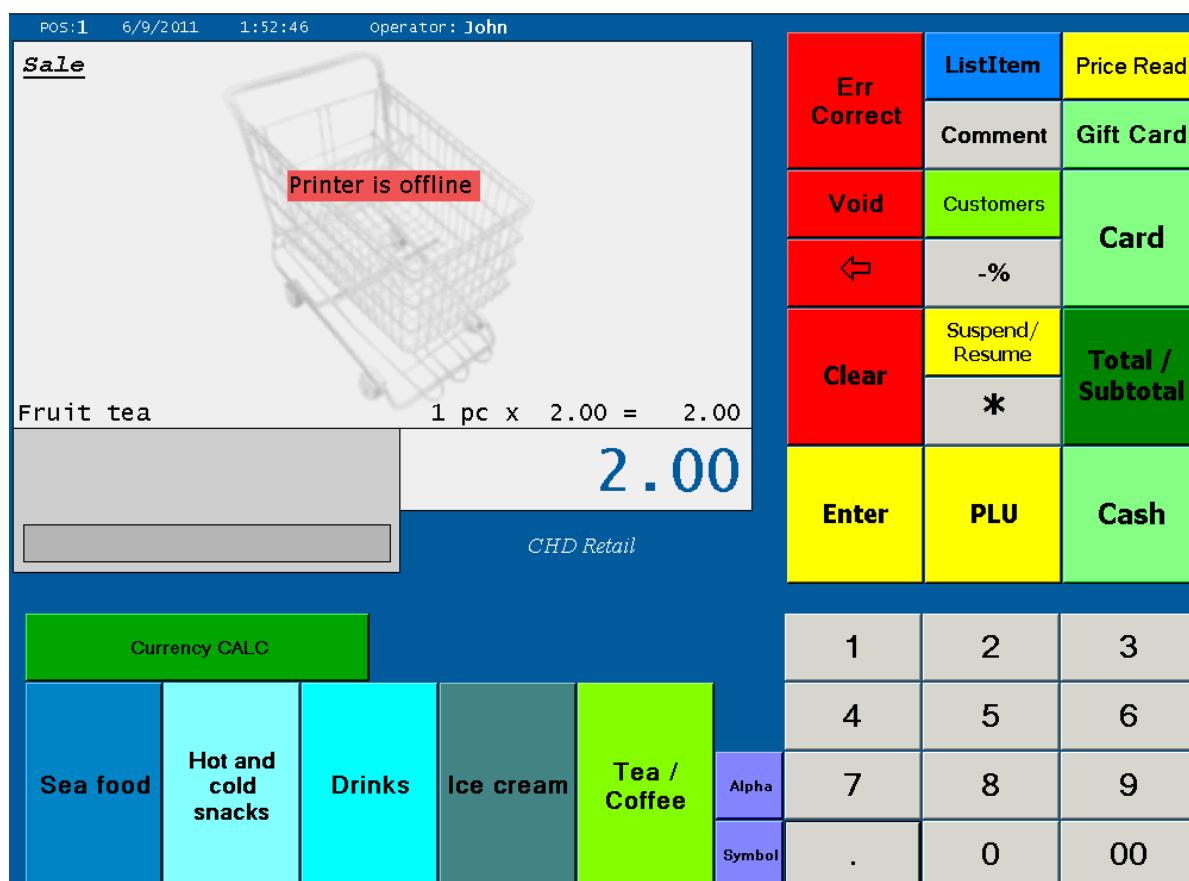 POS:1 6/9/2011 1:52:46 Operator: John
Sale
Printer is offline
Fruit tea 1 pc x 2.00 = 2.00
2.00
CHD Retail
Err
Correct
ListItem
Price Read
Comment
Gift Card
Void
Customers
Card
-%
Clear
Suspend/
Resume
*
Total /
Subtotal
Enter
PLU
Cash
Currency CALC
Sea food
Hot and
cold
snacks
Drinks
Ice cream
Tea /
Coffee
Alpha
Symbol
1 2 3
4 5 6
7 8 9
. 0 00